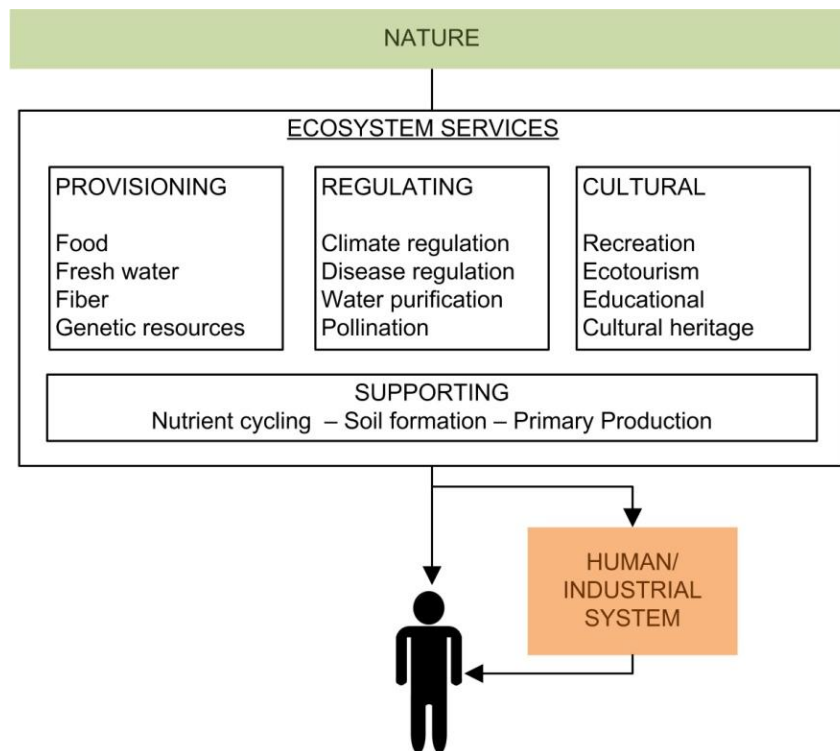 NATURE
ECOSYSTEM SERVICES
PROVISIONING
Food
Fresh water
Fiber
Genetic resources
REGULATING
Climate regulation
Disease regulation
Water purification
Pollination
CULTURAL
Recreation
Ecotourism
Educational
Cultural heritage
SUPPORTING
Nutrient cycling – Soil formation – Primary Production
HUMAN/
INDUSTRIAL
SYSTEM